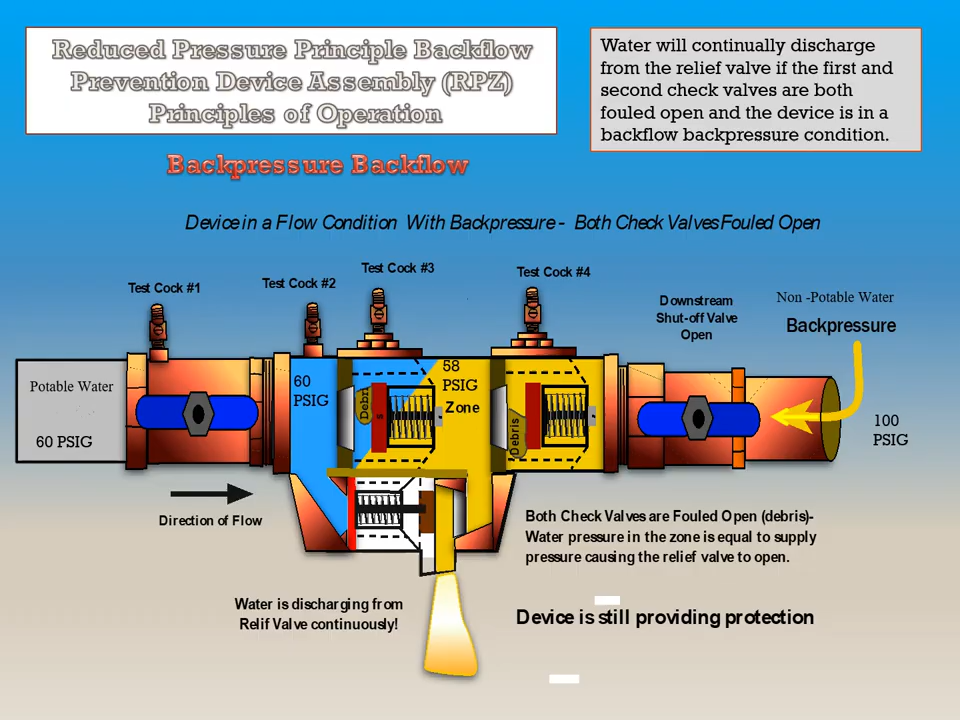 Reduced Pressure Principle Backflow
Prevention Device Assembly (RPZ)
Principles of Operation
Water will continually discharge
from the relief valve if the first and
second check valves are both
fouled open and the device is in a
backflow backpressure condition.
Backpressure Backflow
Device in a Flow Condition With Backpressure - Both Check Valves Fouled Open
Test Cock #1
Test Cock #2
Test Cock #3
Test Cock #4
Downstream
Shut-off Valve
Open
Non -Potable Water
Backpressure
Potable Water
60 PSIG
60
PSIG
Debris
58
PSIG
Zone
Debris
100
PSIG
Direction of Flow
Both Check Valves are Fouled Open (debris)-
Water pressure in the zone is equal to supply
pressure causing the relief valve to open.
Water is discharging from
Relif Valve continuously!
Device is still providing protection